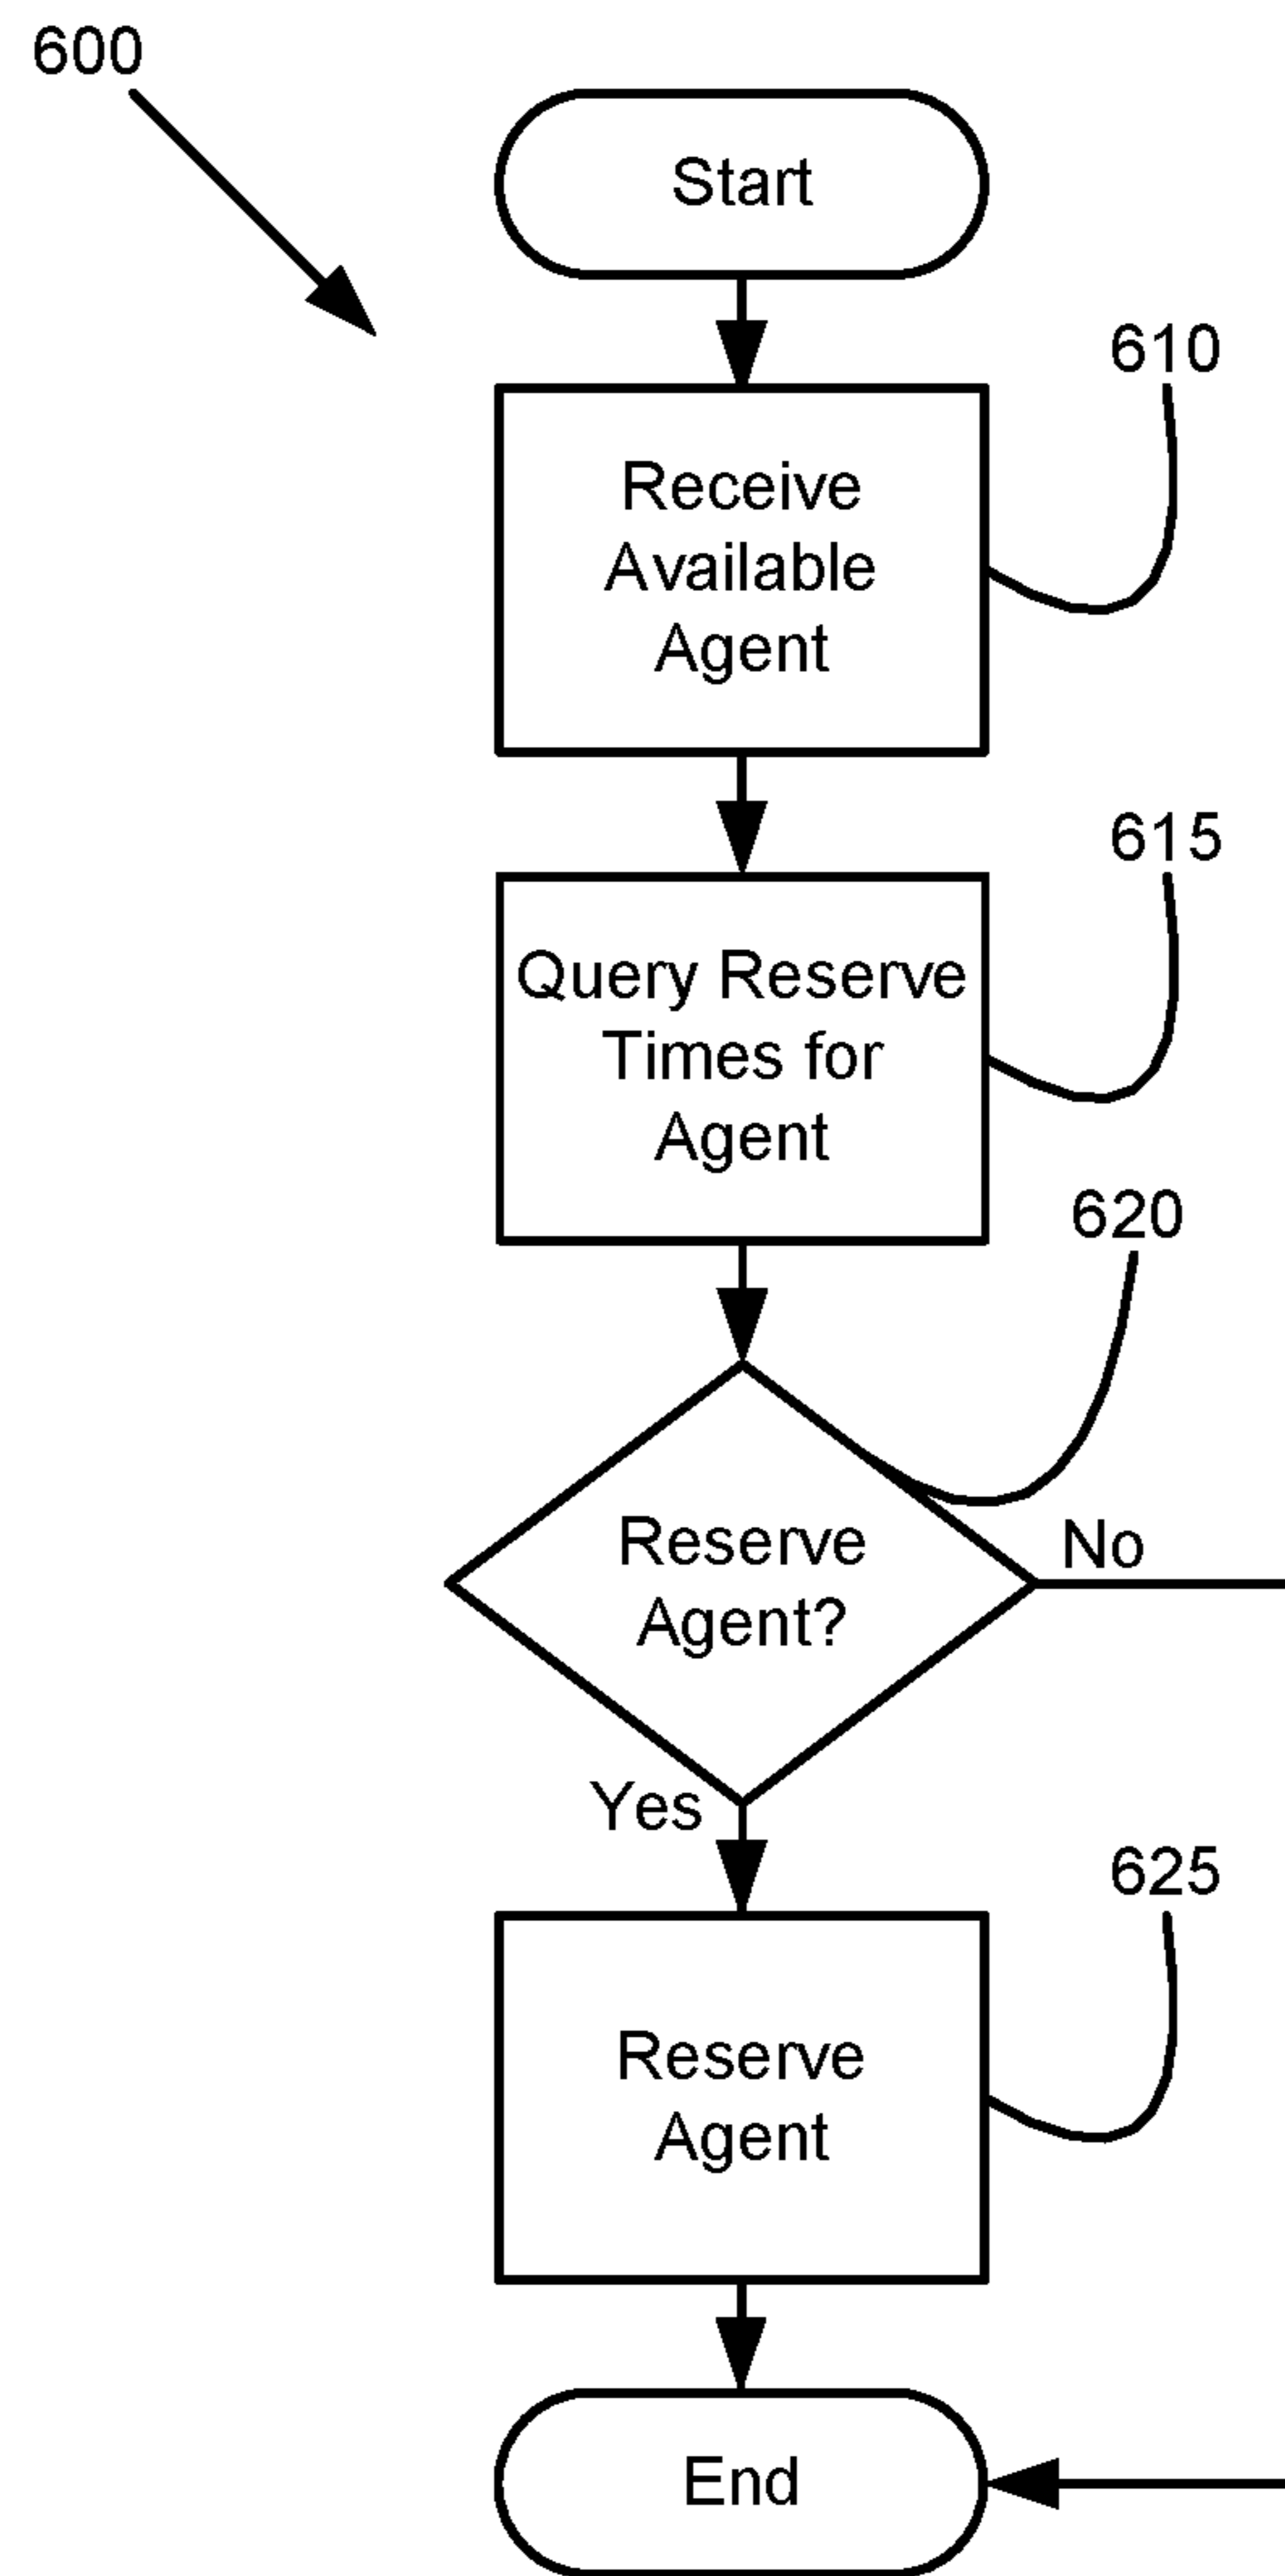 600
Start
610
Receive
Available
Agent
615
Query Reserve
Times for
Agent
620
Reserve
Agent?
No
Yes
625
Reserve
Agent
End